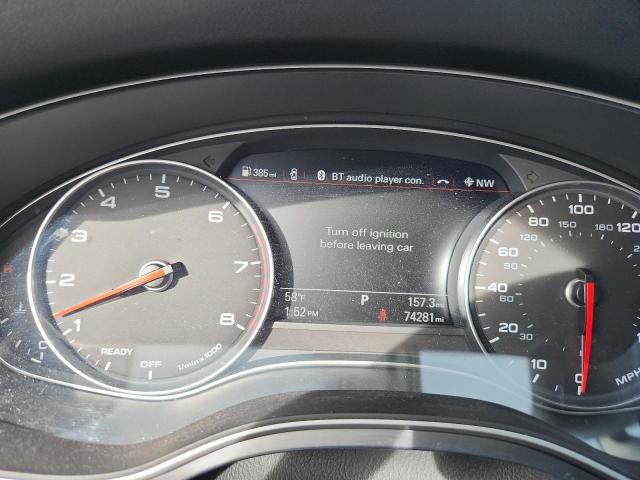 385 mi BT audio player con. NW
Turn off ignition
before leaving car
58°F P 157.3 mi
1:52 PM 74281 mi
1 2 3 4 5 6 7 8
READY OFF 1/min x 1000
0 10 20 40 60 80 100 120
30 60 90 120 150 180
MPH